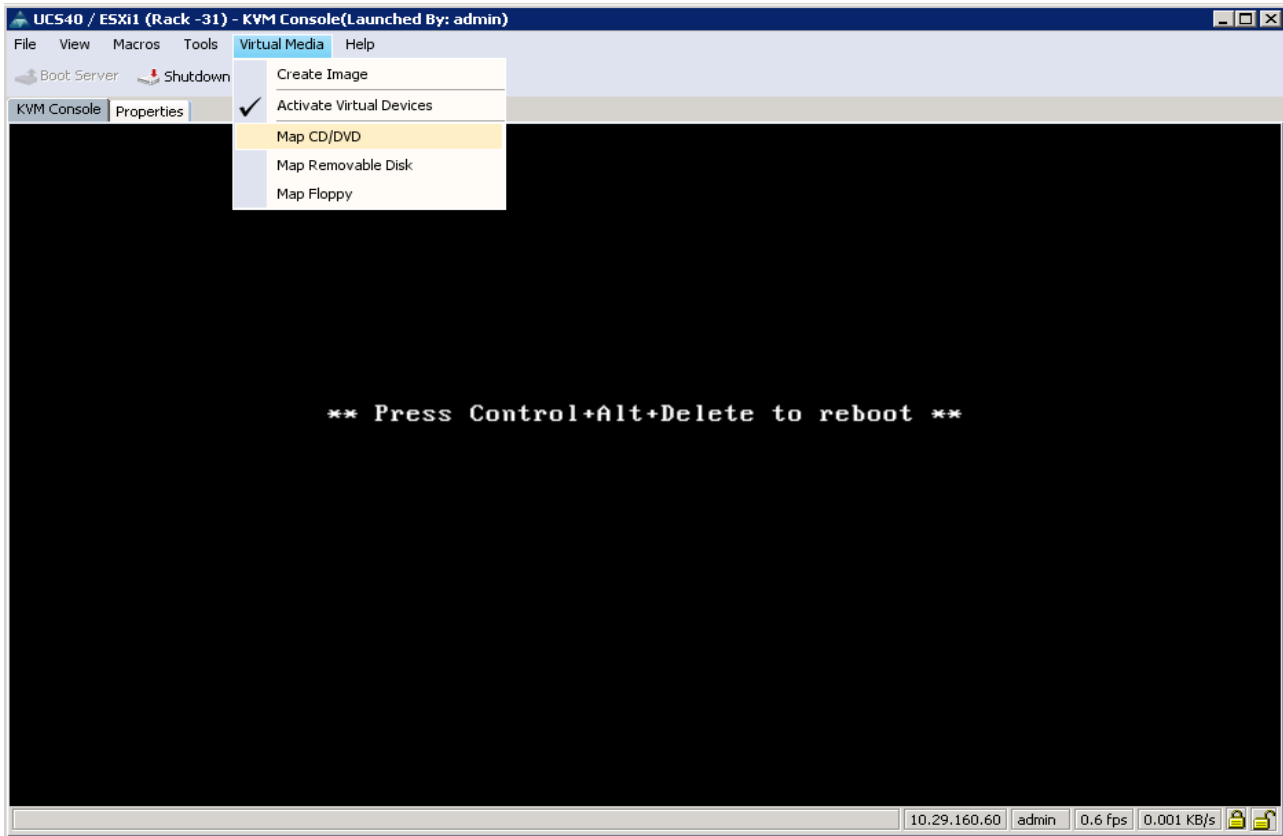 UCS40 / ESXi1 (Rack -31) - KVM Console(Launched By: admin)
File View Macros Tools Virtual Media Help
Boot Server Shutdown
Create Image
KVM Console Properties
Activate Virtual Devices
Map CD/DVD
Map Removable Disk
Map Floppy
** Press Control+Alt+Delete to reboot **
10.29.160.60 admin 0.6 fps 0.001 KB/s